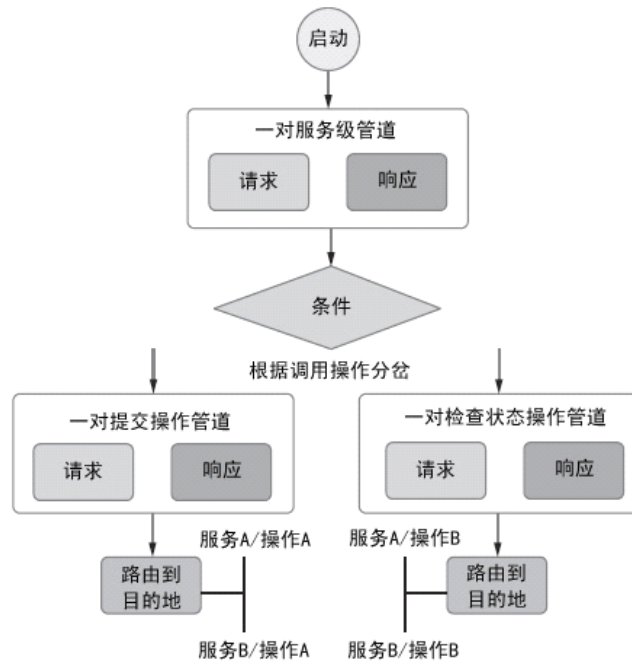 启动
一对服务级管道
请求
响应
条件
根据调用操作分岔
一对提交操作管道
请求
响应
一对检查状态操作管道
请求
响应
服务A/操作A
路由到
目的地
服务B/操作A
服务A/操作B
路由到
目的地
服务B/操作B